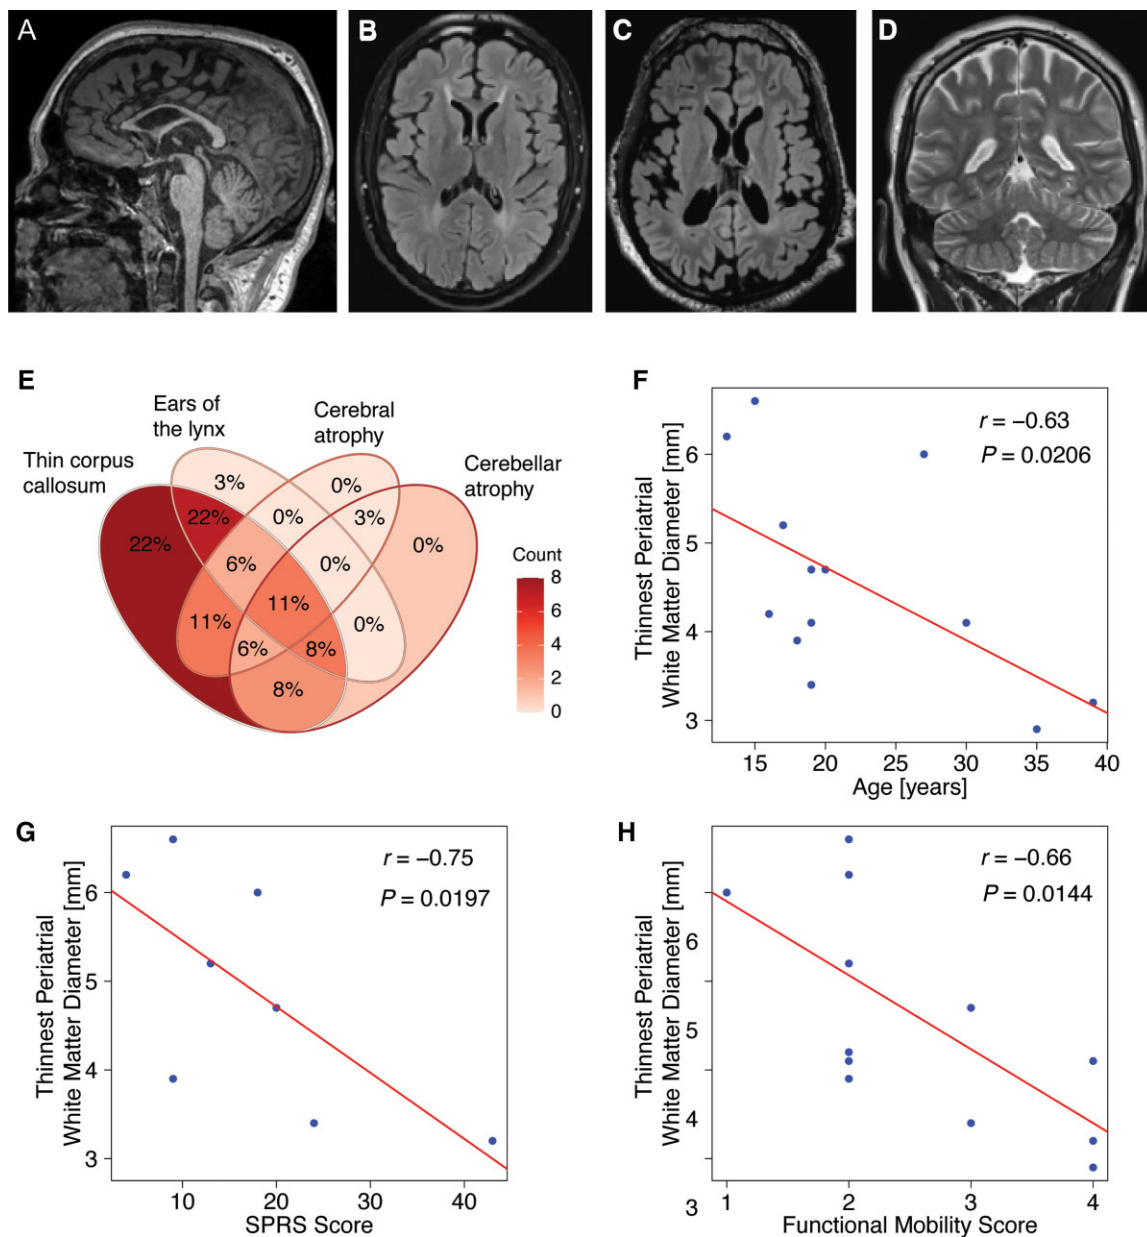 A
B
C
D
E
Ears of
the lynx
Cerebral
atrophy
Thin corpus
callosum
Cerebellar
atrophy
3%
0%
22%
0%
3%
22%
0%
6%
0%
11%
11%
0%
6%
8%
8%
Count
8
6
4
2
0
F
Thinnest Periatrial
White Matter Diameter [mm]
r = −0.63
P = 0.0206
6
5
4
3
15
20
25
30
35
40
Age [years]
G
Thinnest Periatrial
White Matter Diameter [mm]
r = −0.75
P = 0.0197
6
5
4
3
10
20
30
40
SPRS Score
H
Thinnest Periatrial
White Matter Diameter [mm]
r = −0.66
P = 0.0144
6
5
4
3
1
2
3
4
Functional Mobility Score